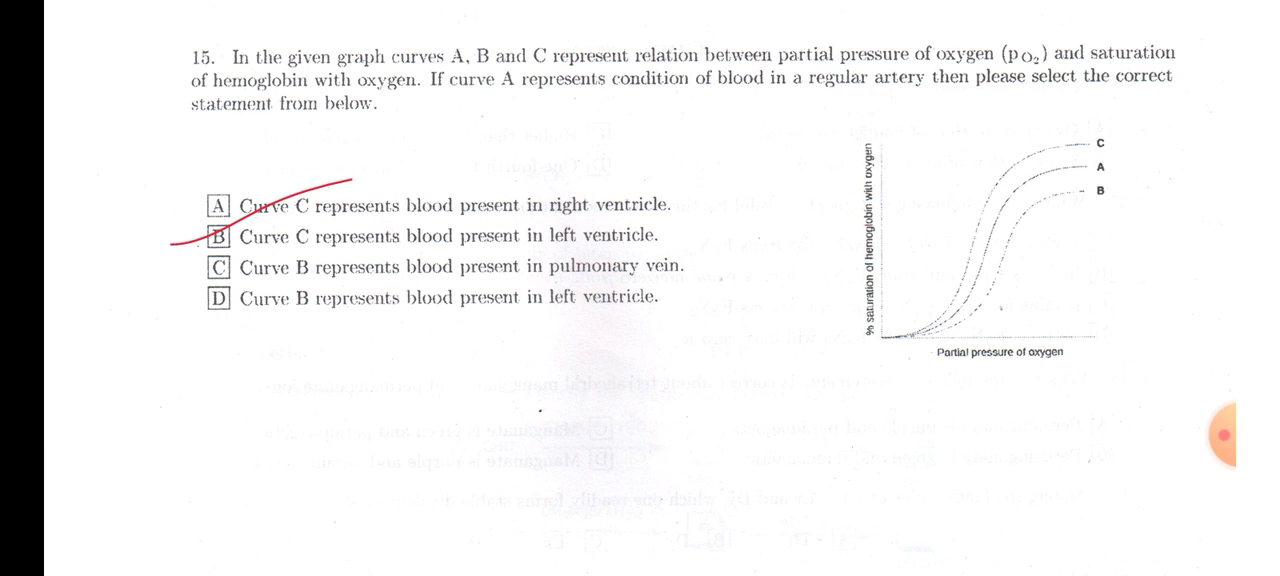 15. In the given graph curves A, B and C represent relation between partial pressure of oxygen (p O₂) and saturation
of hemoglobin with oxygen. If curve A represents condition of blood in a regular artery then please select the correct
statement from below.
A Curve C represents blood present in right ventricle.
B Curve C represents blood present in left ventricle.
C Curve B represents blood present in pulmonary vein.
D Curve B represents blood present in left ventricle.
% saturation of hemoglobin with oxygen
C
A
B
Partial pressure of oxygen